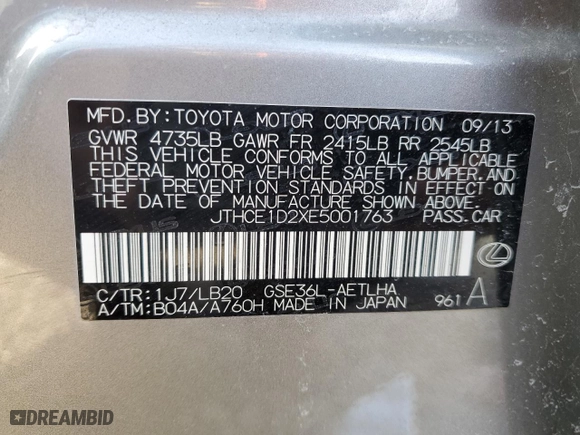 MFD.BY:TOYOTA MOTOR CORPORATION 09/13
GVWR 4735LB GAWR FR 2415LB RR 2545LB
THIS VEHICLE CONFORMS TO ALL APPLICABLE
FEDERAL MOTOR VEHICLE SAFETY,BUMPER,AND
THEFT PREVENTION STANDARDS IN EFFECT ON
THE DATE OF MANUFACTURE SHOWN ABOVE.
JTHCE1D2XE5001763 PASS.CAR
C/TR:1J7/LB20 GSE36L-AETLHA
A/TM:B04A/A760H MADE IN JAPAN 961 A
DREAMBID